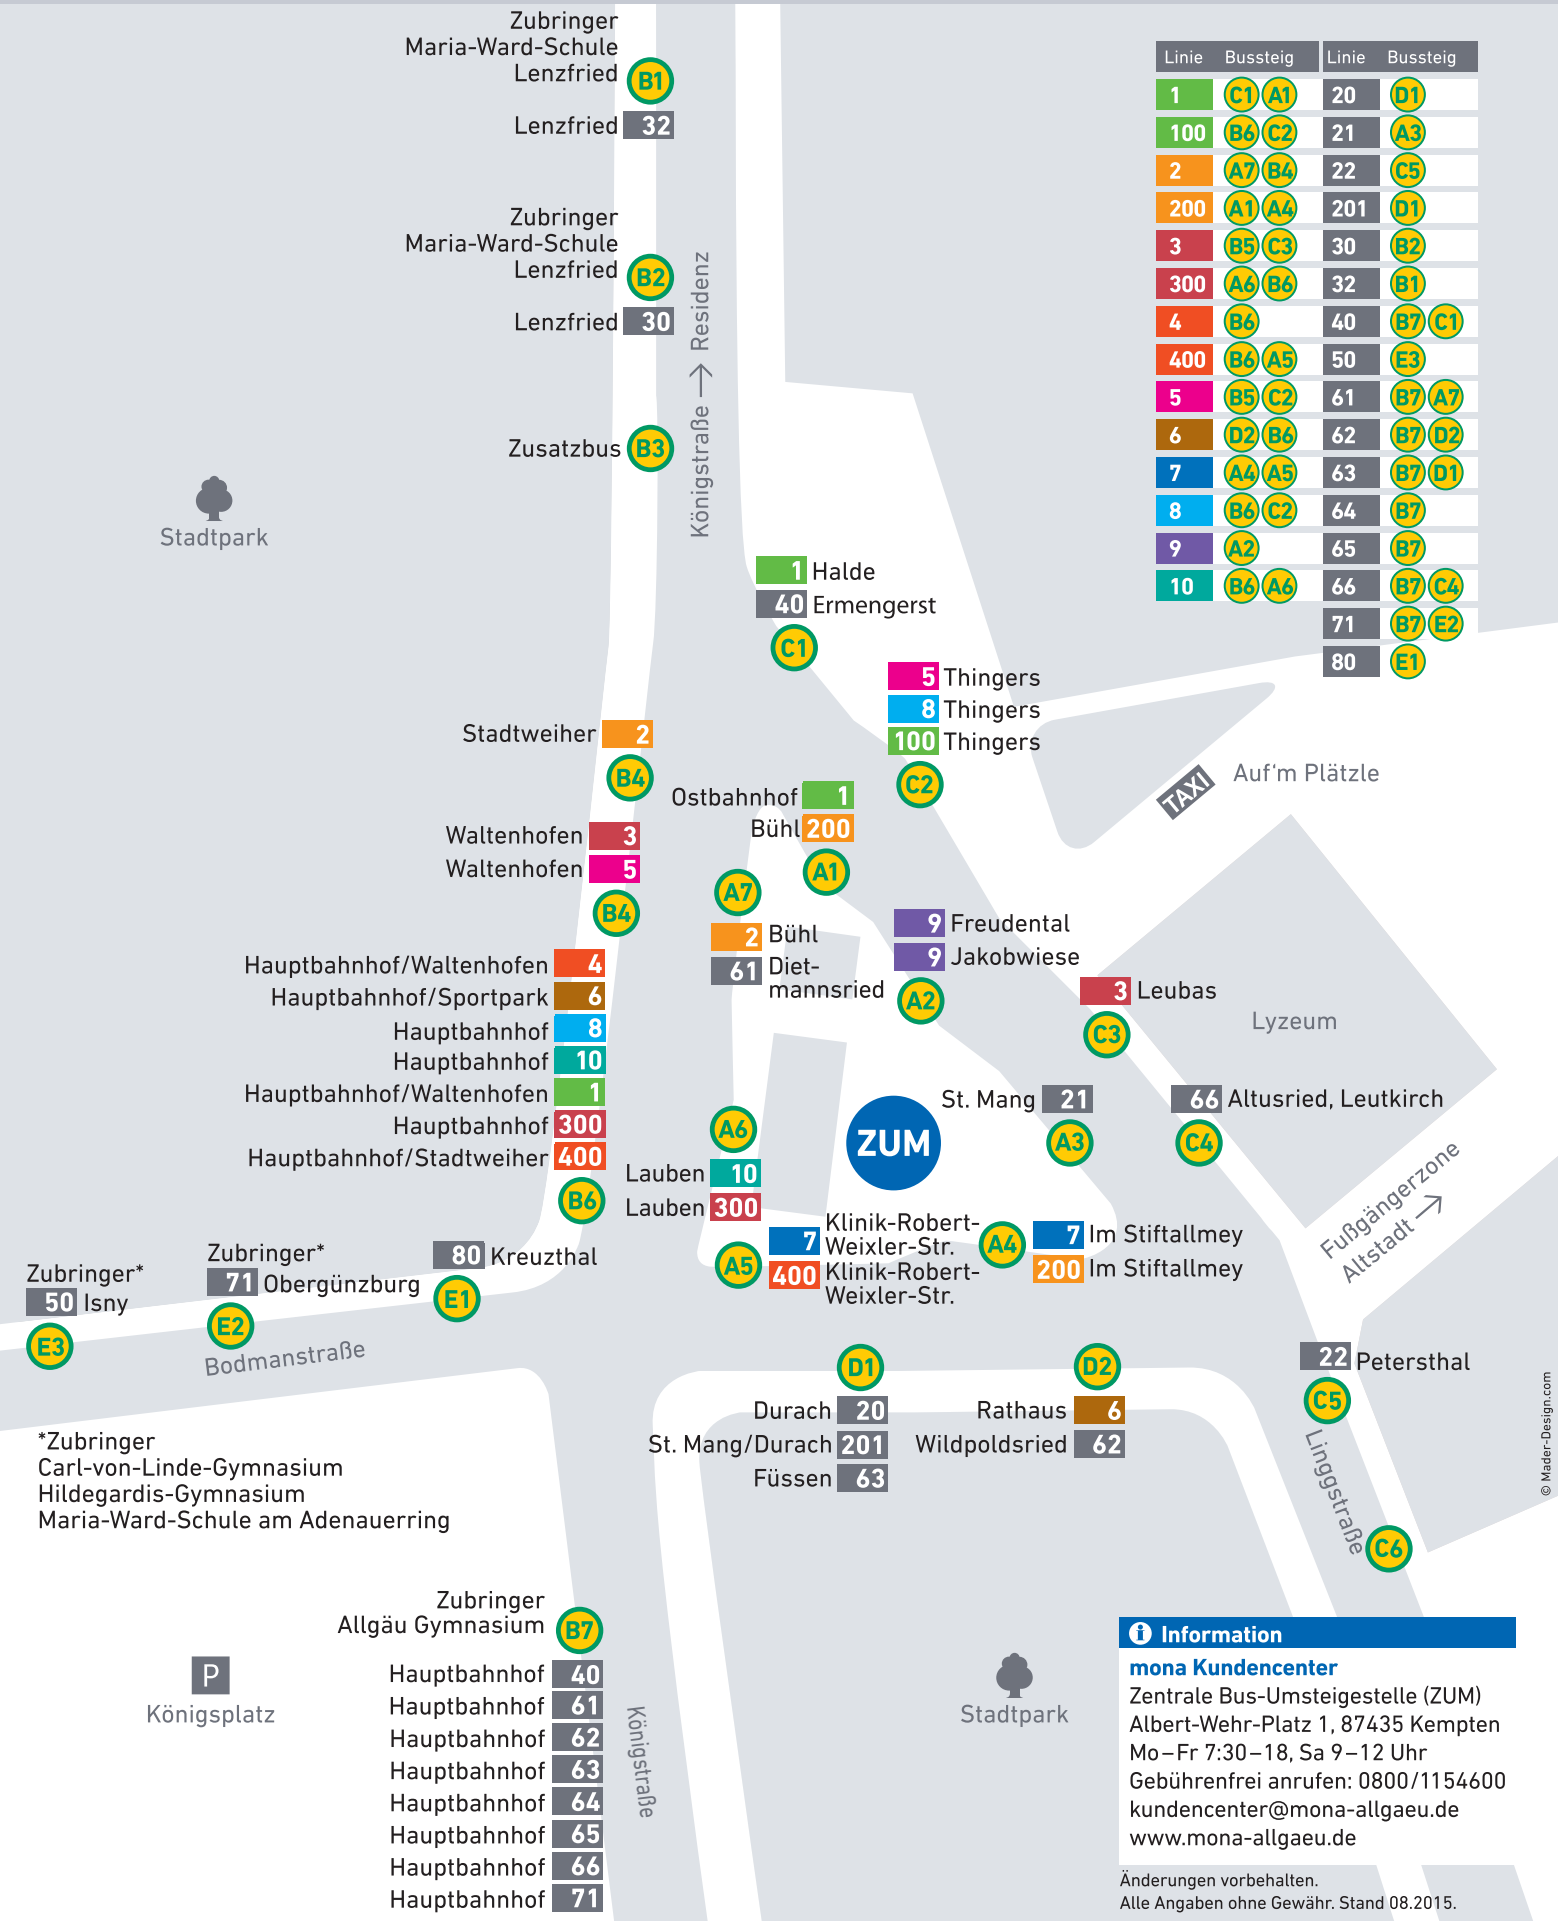 Zubringer
Maria-Ward-Schule
Lenzfried B1
Lenzfried 32
Zubringer
Maria-Ward-Schule
Lenzfried B2
Lenzfried 30
Zusatzbus B3
Königstraße → Residenz
Stadtpark
Linie Bussteig Linie Bussteig
1 C1 A1 20 D1
100 B6 C2 21 A3
2 A7 B4 22 C5
200 A1 A4 201 D1
3 B5 C3 30 B2
300 A6 B6 32 B1
4 B6 40 B7 C1
400 B6 A5 50 E3
5 B5 C2 61 B7 A7
6 D2 B6 62 B7 D2
7 A4 A5 63 B7 D1
8 B6 C2 64 B7
9 A2 65 B7
10 B6 A6 66 B7 C4
71 B7 E2
80 E1
1 Halde
40 Ermengerst
C1
5 Thingers
8 Thingers
100 Thingers
C2
Stadtweiher 2
B4
TAXI
Auf'm Plätzle
Ostbahnhof 1
Bühl 200
A1
Waltenhofen 3
Waltenhofen 5
B4
A7
2 Bühl
61 Diet-
mannsried
9 Freudental
9 Jakobwiese
A2
3 Leubas
C3
Lyzeum
Hauptbahnhof/Waltenhofen 4
Hauptbahnhof/Sportpark 6
Hauptbahnhof 8
Hauptbahnhof 10
Hauptbahnhof/Waltenhofen 1
Hauptbahnhof 300
Hauptbahnhof/Stadtweiher 400
B6
A6
Lauben 10
Lauben 300
ZUM
St. Mang 21
A3
66 Altusried, Leutkirch
C4
Fußgängerzone
Altstadt →
A5
7 Klinik-Robert-
Weixler-Str.
400 Klinik-Robert-
Weixler-Str.
A4
7 Im Stiftallmey
200 Im Stiftallmey
Zubringer*
50 Isny
E3
Zubringer*
71 Obergünzburg
E2
80 Kreuzthal
E1
Bodmanstraße
D1
Durach 20
St. Mang/Durach 201
Füssen 63
D2
Rathaus 6
Wildpoldsried 62
22 Petersthal
C5
Linggstraße
C6
© Mader-Design.com
*Zubringer
Carl-von-Linde-Gymnasium
Hildegardis-Gymnasium
Maria-Ward-Schule am Adenauerring
Zubringer
Allgäu Gymnasium B7
Hauptbahnhof 40
Hauptbahnhof 61
Hauptbahnhof 62
Hauptbahnhof 63
Hauptbahnhof 64
Hauptbahnhof 65
Hauptbahnhof 66
Hauptbahnhof 71
P
Königsplatz
Königstraße
Stadtpark
i Information
mona Kundencenter
Zentrale Bus-Umsteigestelle (ZUM)
Albert-Wehr-Platz 1, 87435 Kempten
Mo–Fr 7:30–18, Sa 9–12 Uhr
Gebührenfrei anrufen: 0800/1154600
kundencenter@mona-allgaeu.de
www.mona-allgaeu.de
Änderungen vorbehalten.
Alle Angaben ohne Gewähr. Stand 08.2015.